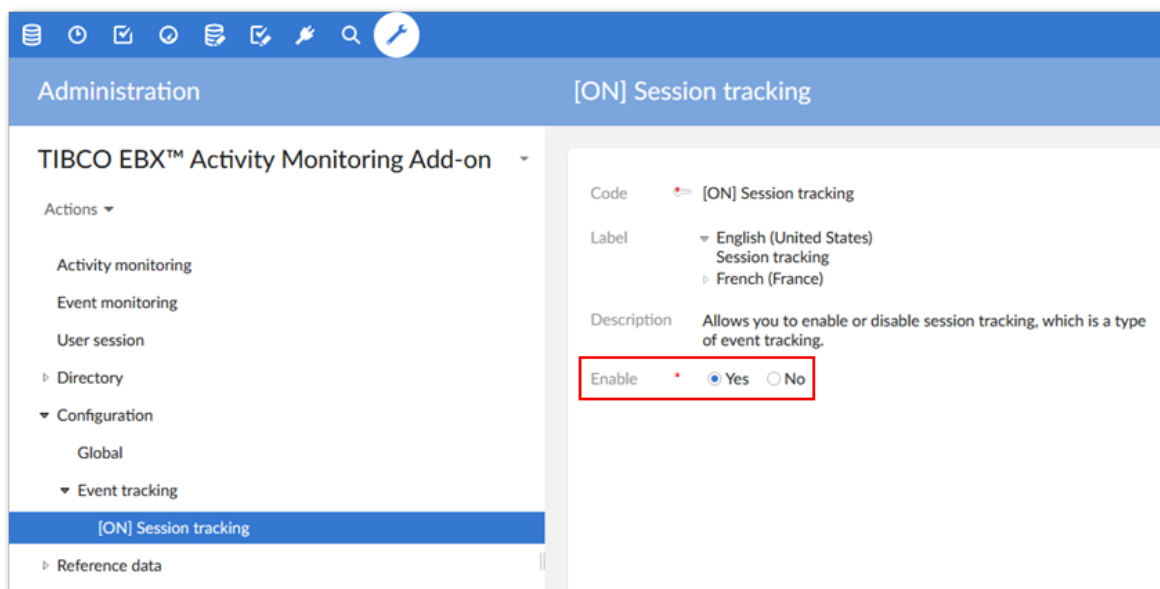 Administration
[ON] Session tracking
TIBCO EBX™ Activity Monitoring Add-on
Actions
Activity monitoring
Event monitoring
User session
Directory
Configuration
Global
Event tracking
[ON] Session tracking
Reference data
Code [ON] Session tracking
Label English (United States)
Session tracking
French (France)
Description Allows you to enable or disable session tracking, which is a type
of event tracking.
Enable * Yes No